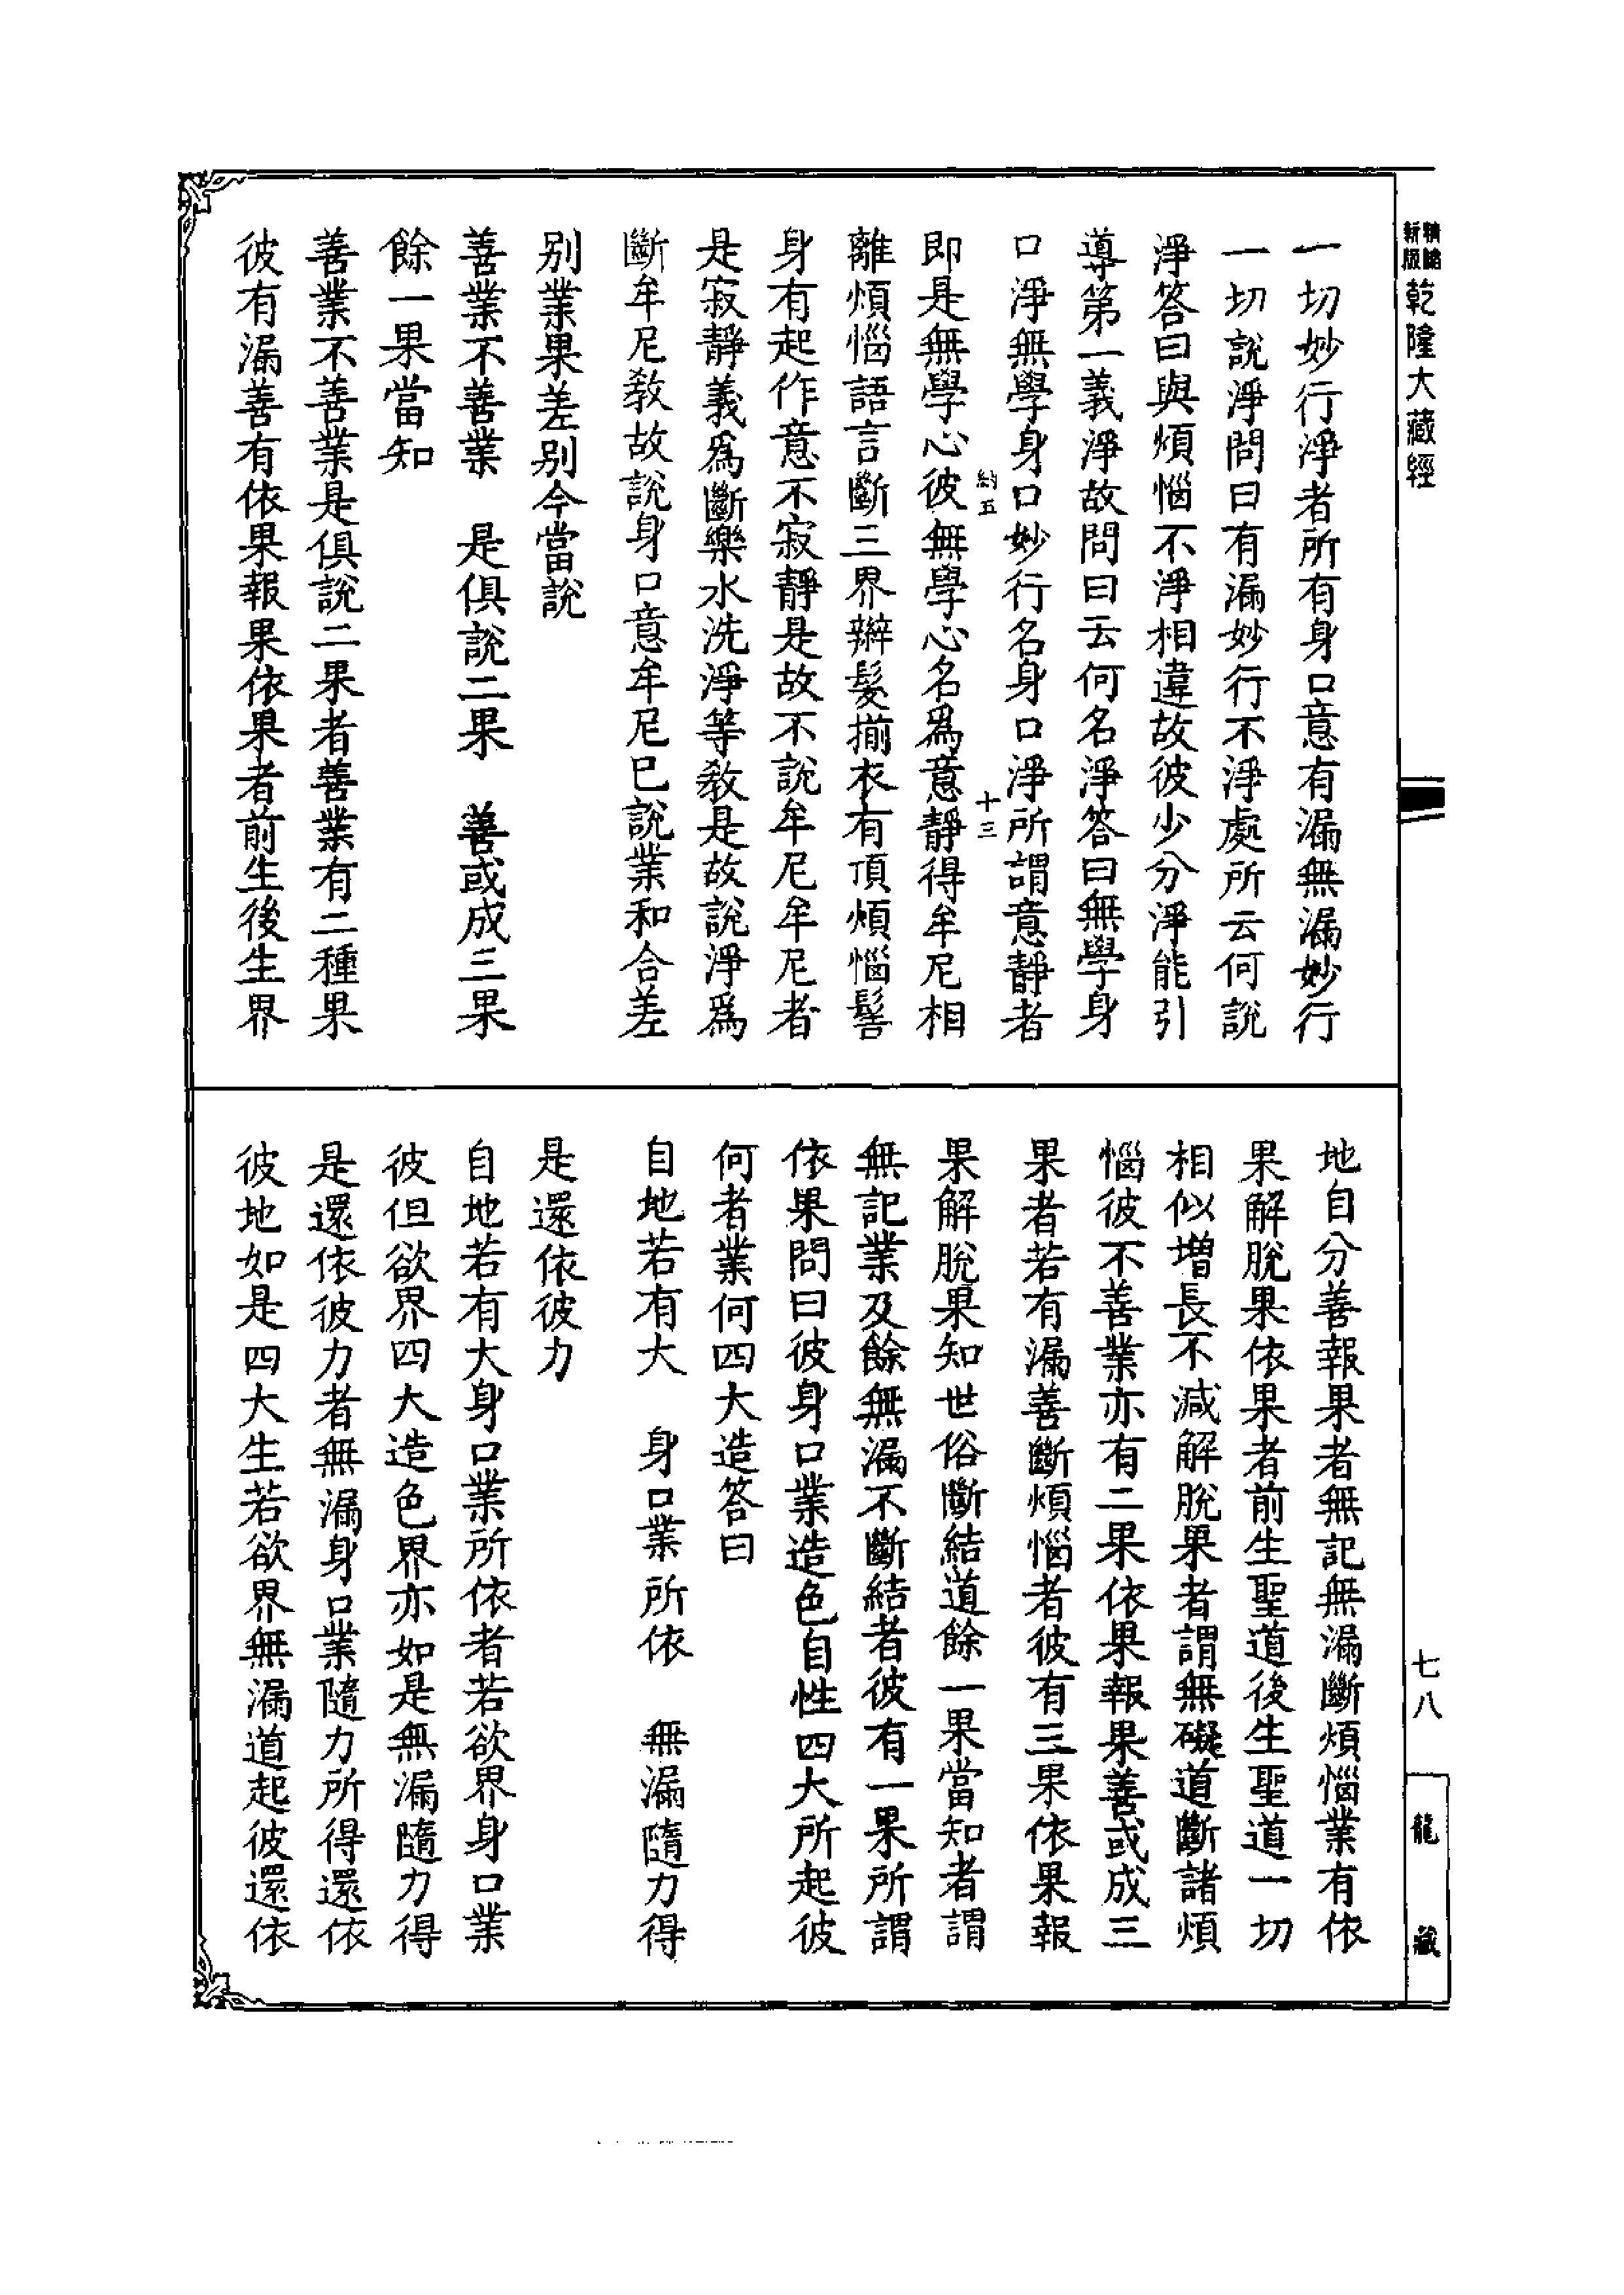 精繪
新版
乾隆大藏經
一切妙行淨者所有身口意有漏無漏妙行
一切說淨問曰有漏妙行不淨處所云何說
淨答曰與煩惱不淨相違故彼少分淨能引
導第一義淨故問曰云何名淨答曰無學身
口淨無學身口妙行名身口淨所謂意靜者
納五
十三
即是無學心彼無學心名爲意靜得牟尼相
離煩惱語言斷三界辮髮揃衣有頂煩惱髻
身有起作意不寂靜是故不說牟尼牟尼者
是寂靜義爲斷樂水洗淨等教是故說淨爲
斷牟尼教故說身口意牟尼已說業和合差
別業果差別今當說
善業不善業　是俱說二果　善或成三果
餘一果當知
善業不善業是俱說二果者善業有二種果
彼有漏善有依果報果依果者前生後生界
地自分善報果者無記無漏斷煩惱業有依
果解脫果依果者前生聖道後生聖道一切
相似增長不減解脫果者謂無礙道斷諸煩
惱彼不善業亦有二果依果報果善或成三
果者若有漏善斷煩惱者彼有三果依果報
果解脫果知世俗斷結道餘一果當知者謂
無記業及餘無漏不斷結者彼有一果所謂
依果問曰彼身口業造色自性四大所起彼
何者業何四大造答曰
自地若有大　身口業所依　無漏隨力得
是還依彼力
自地若有大身口業所依者若欲界身口業
彼但欲界四大造色界亦如是無漏隨力得
是還依彼力者無漏身口業隨力所得還依
彼地如是四大生若欲界無漏道起彼還依
七八
龍藏